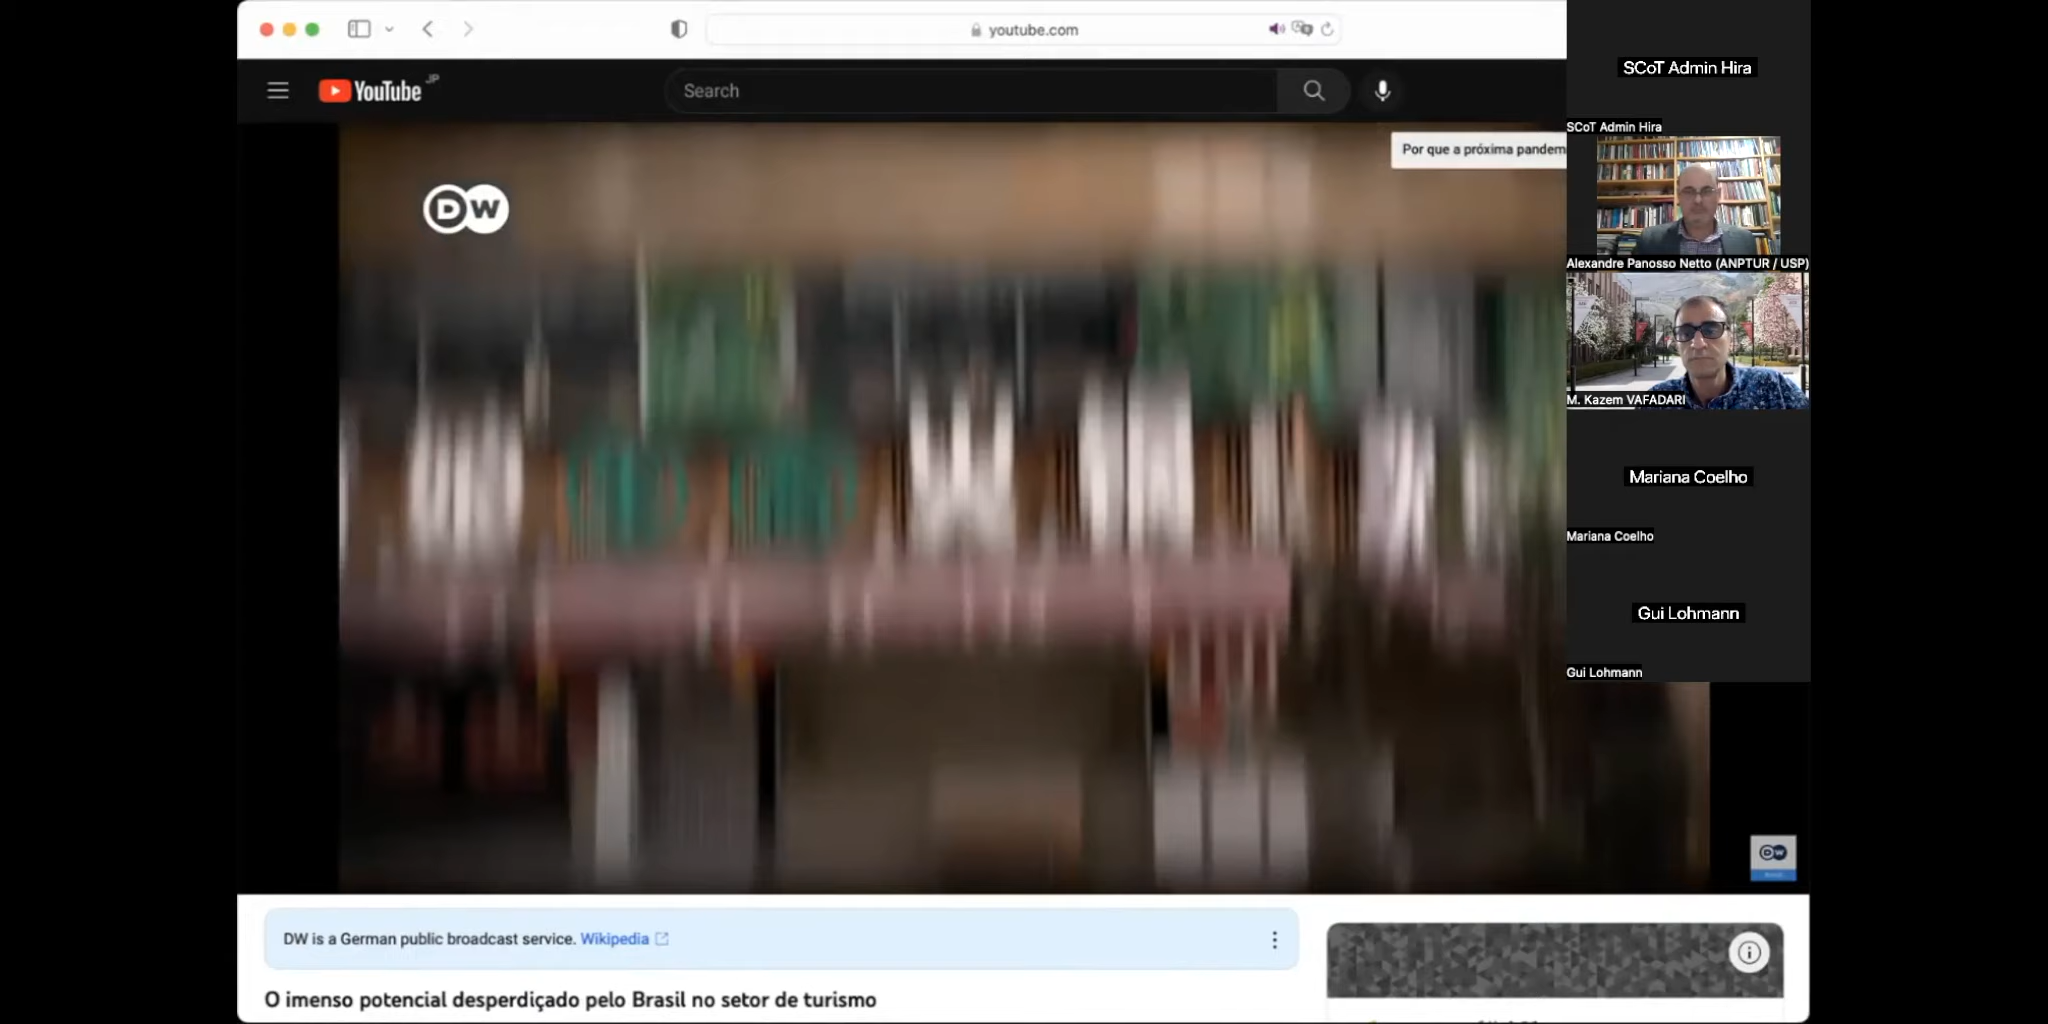 youtube.com
YouTube JP
Search
Por que a próxima pandem
DW
SCoT Admin Hira
SCoT Admin Hira
Alexandre Panosso Netto (ANPTUR / USP)
M. Kazem VAFADARI
Mariana Coelho
Mariana Coelho
Gui Lohmann
Gui Lohmann
DW
DW is a German public broadcast service. Wikipedia
O imenso potencial desperdiçado pelo Brasil no setor de turismo